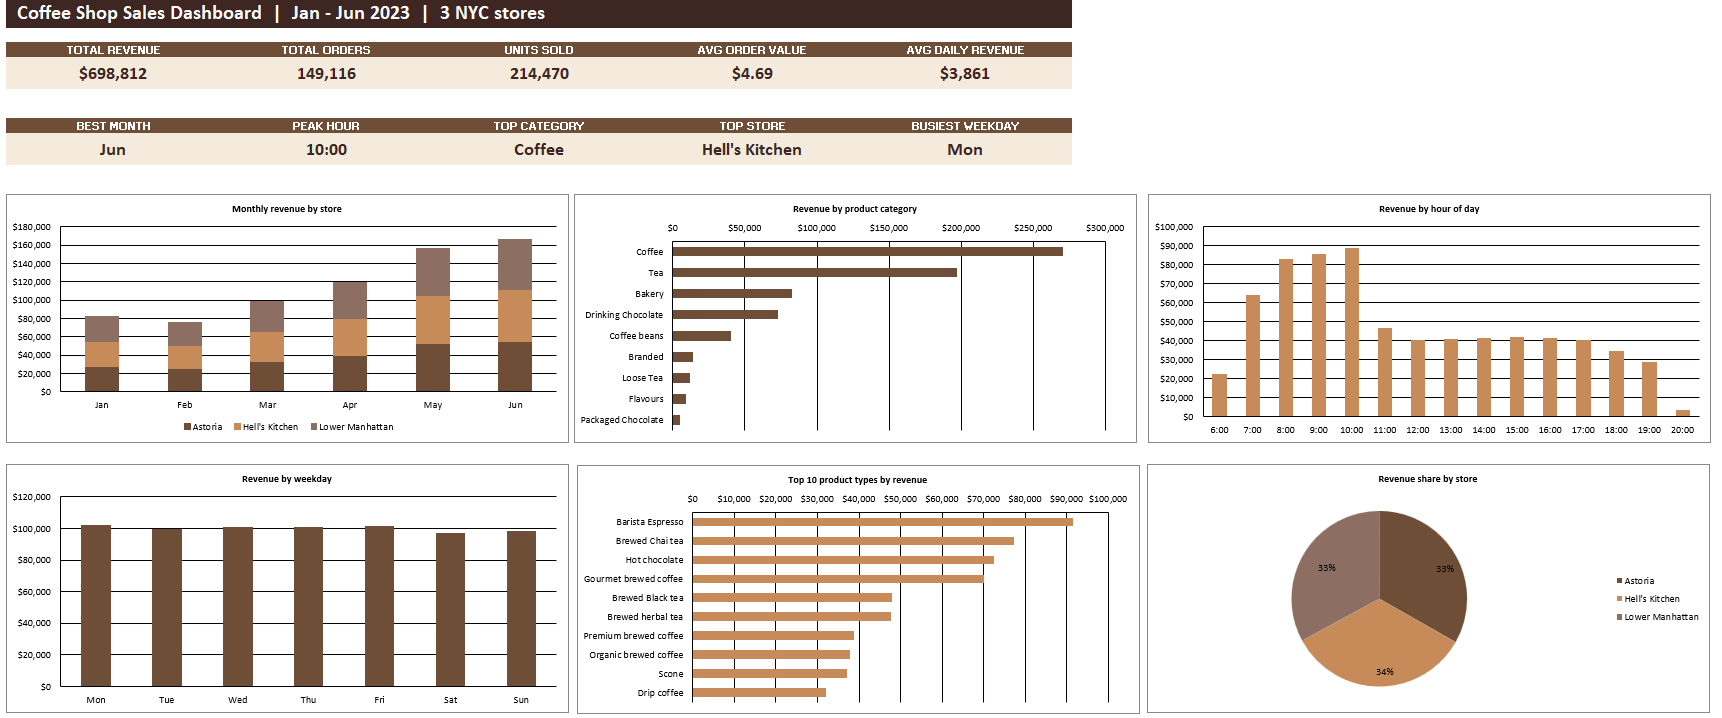 Coffee Shop Sales Dashboard | Jan - Jun 2023 | 3 NYC stores
TOTAL REVENUE TOTAL ORDERS UNITS SOLD AVG ORDER VALUE AVG DAILY REVENUE
$698,812 149,116 214,470 $4.69 $3,861
BEST MONTH PEAK HOUR TOP CATEGORY TOP STORE BUSIEST WEEKDAY
Jun 10:00 Coffee Hell's Kitchen Mon
Monthly revenue by store
$180,000
$160,000
$140,000
$120,000
$100,000
$80,000
$60,000
$40,000
$20,000
$0
Jan Feb Mar Apr May Jun
Astoria Hell's Kitchen Lower Manhattan
Revenue by product category
$0 $50,000 $100,000 $150,000 $200,000 $250,000 $300,000
Coffee
Tea
Bakery
Drinking Chocolate
Coffee beans
Branded
Loose Tea
Flavours
Packaged Chocolate
Revenue by hour of day
$100,000
$90,000
$80,000
$70,000
$60,000
$50,000
$40,000
$30,000
$20,000
$10,000
$0
6:00 7:00 8:00 9:00 10:00 11:00 12:00 13:00 14:00 15:00 16:00 17:00 18:00 19:00 20:00
Revenue by weekday
$120,000
$100,000
$80,000
$60,000
$40,000
$20,000
$0
Mon Tue Wed Thu Fri Sat Sun
Top 10 product types by revenue
$0 $10,000 $20,000 $30,000 $40,000 $50,000 $60,000 $70,000 $80,000 $90,000 $100,000
Barista Espresso
Brewed Chai tea
Hot chocolate
Gourmet brewed coffee
Brewed Black tea
Brewed herbal tea
Premium brewed coffee
Organic brewed coffee
Scone
Drip coffee
Revenue share by store
33% 33%
34%
Astoria
Hell's Kitchen
Lower Manhattan